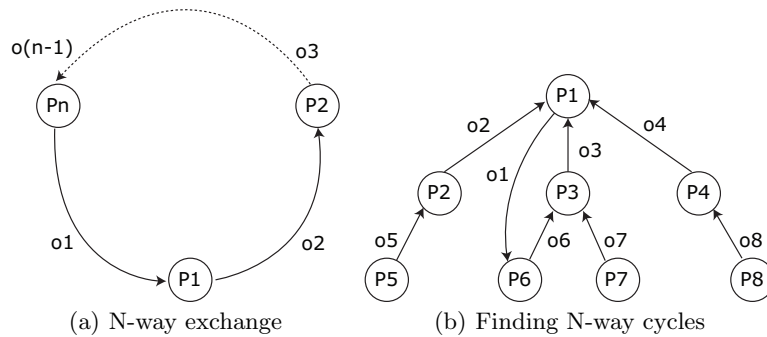 o(n-1)
o3
Pn
P2
o1
o2
P1
(a) N-way exchange
P1
o2
o4
o1
o3
P2
P3
P4
o5
o6
o7
o8
P5
P6
P7
P8
(b) Finding N-way cycles